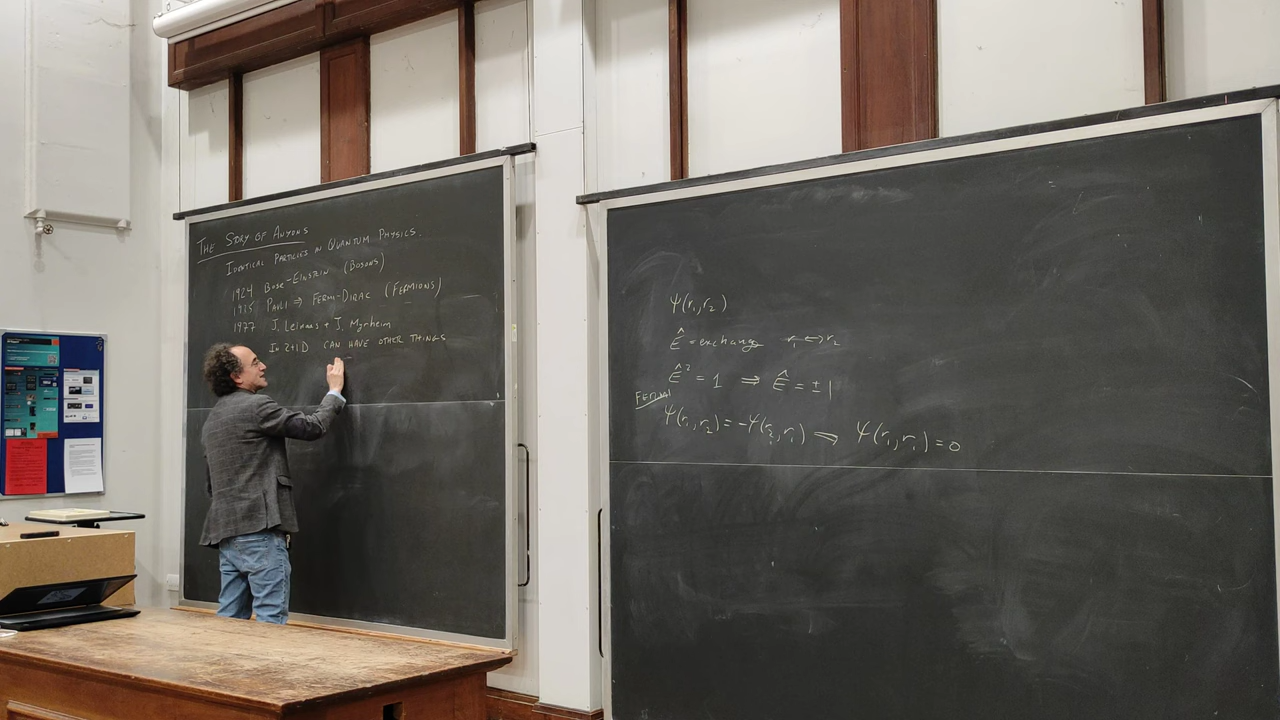 THE STORY OF ANYONS
IDENTICAL PARTICLES IN QUANTUM PHYSICS.
1924 BOSE-EINSTEIN (BOSONS)
1925 PAULI ⇒ FERMI-DIRAC (FERMIONS)
1977 J. Leinaas + J. Myrheim
IN 2+1D CAN HAVE OTHER THINGS
ψ(r₁,r₂)
Ê = exchange r₁ ↔ r₂
Ê² = 1 ⇒ Ê = ±1
ψ(r₁,r₂) = -ψ(r₂,r₁) ⇒ ψ(r₁,r₁) = 0